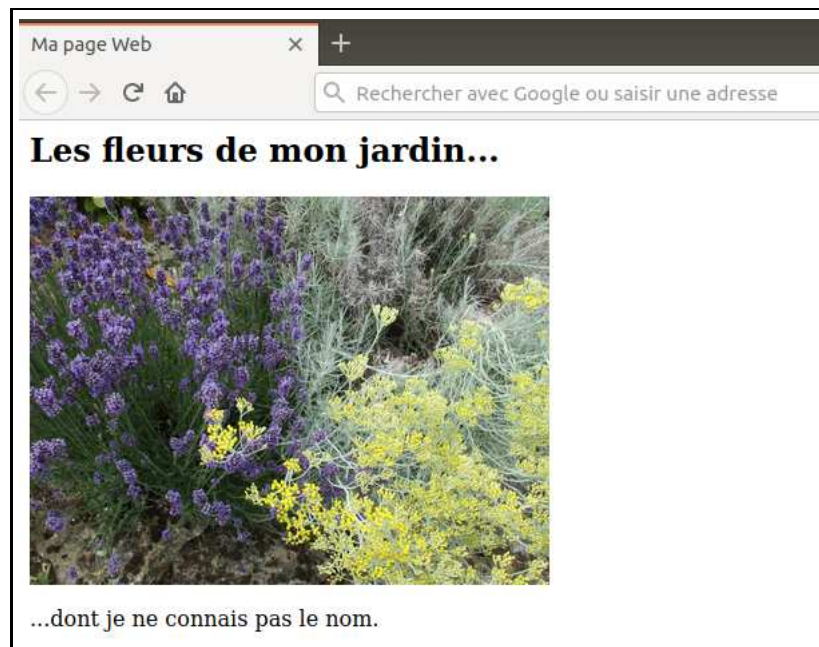 Ma page Web
Rechercher avec Google ou saisir une adresse
Les fleurs de mon jardin...
...dont je ne connais pas le nom.